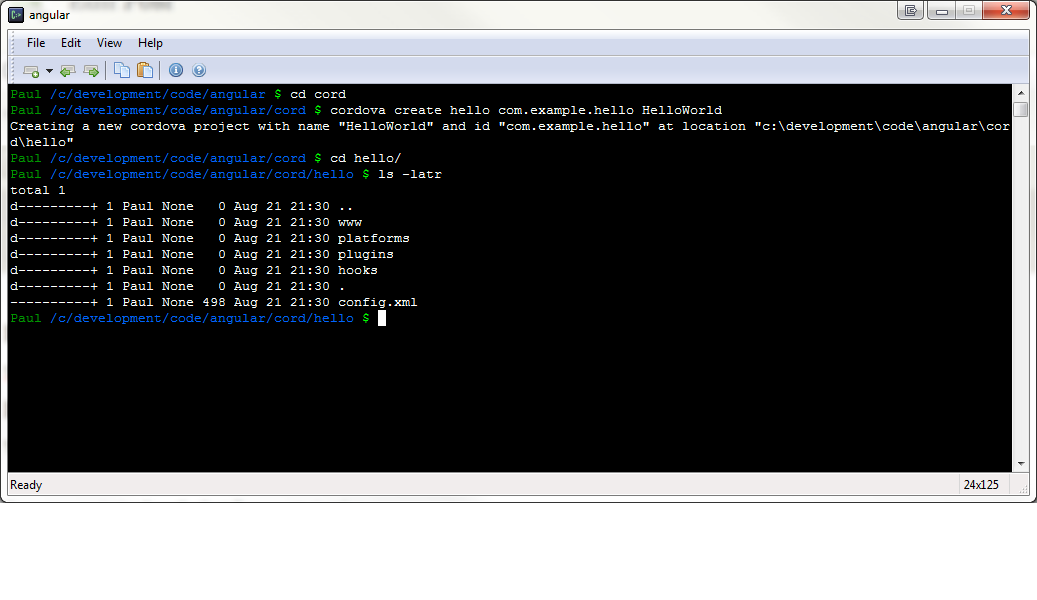 angular
File Edit View Help
Paul /c/development/code/angular $ cd cord
Paul /c/development/code/angular/cord $ cordova create hello com.example.hello HelloWorld
Creating a new cordova project with name "HelloWorld" and id "com.example.hello" at location "c:\development\code\angular\cor
d\hello"
Paul /c/development/code/angular/cord $ cd hello/
Paul /c/development/code/angular/cord/hello $ ls -latr
total 1
d---------+ 1 Paul None   0 Aug 21 21:30 ..
d---------+ 1 Paul None   0 Aug 21 21:30 www
d---------+ 1 Paul None   0 Aug 21 21:30 platforms
d---------+ 1 Paul None   0 Aug 21 21:30 plugins
d---------+ 1 Paul None   0 Aug 21 21:30 hooks
d---------+ 1 Paul None   0 Aug 21 21:30 .
----------+ 1 Paul None 498 Aug 21 21:30 config.xml
Paul /c/development/code/angular/cord/hello $
Ready 24x125